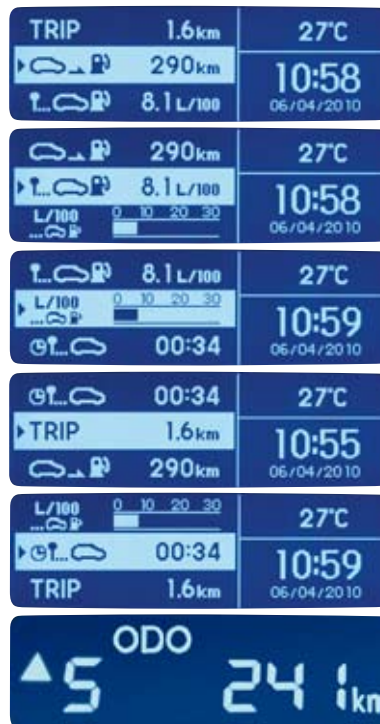 TRIP 1.6km 27°C
290km 10:58
8.1 L/100 06/04/2010
290km 27°C
8.1 L/100 10:58
L/100 0 10 20 30 06/04/2010
8.1 L/100 27°C
L/100 0 10 20 30 10:59
00:34 06/04/2010
00:34 27°C
TRIP 1.6km 10:55
290km 06/04/2010
L/100 0 10 20 30 27°C
00:34 10:59
TRIP 1.6km 06/04/2010
ODO
5 241km